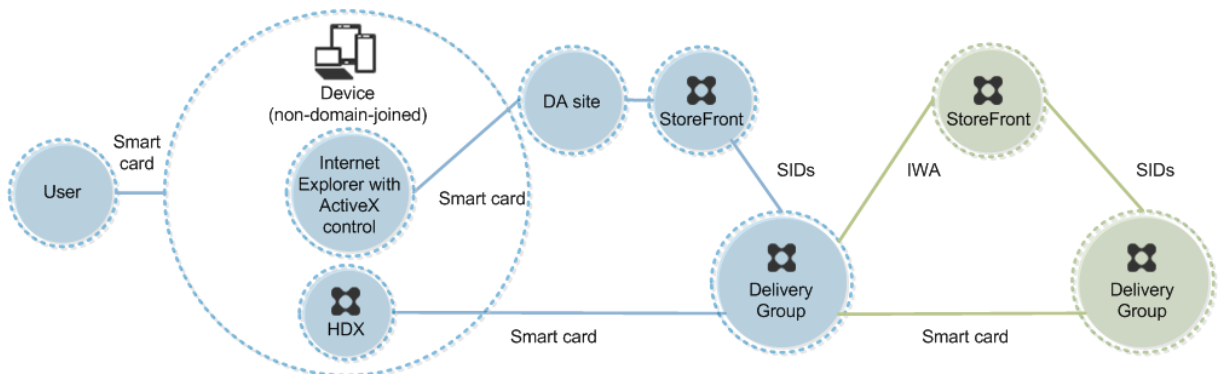 Device
(non-domain-joined)
Smart
card
User
Internet
Explorer with
ActiveX
control
Smart card
HDX
DA site
StoreFront
SIDs
Smart card
Delivery
Group
IWA
StoreFront
SIDs
Smart card
Delivery
Group